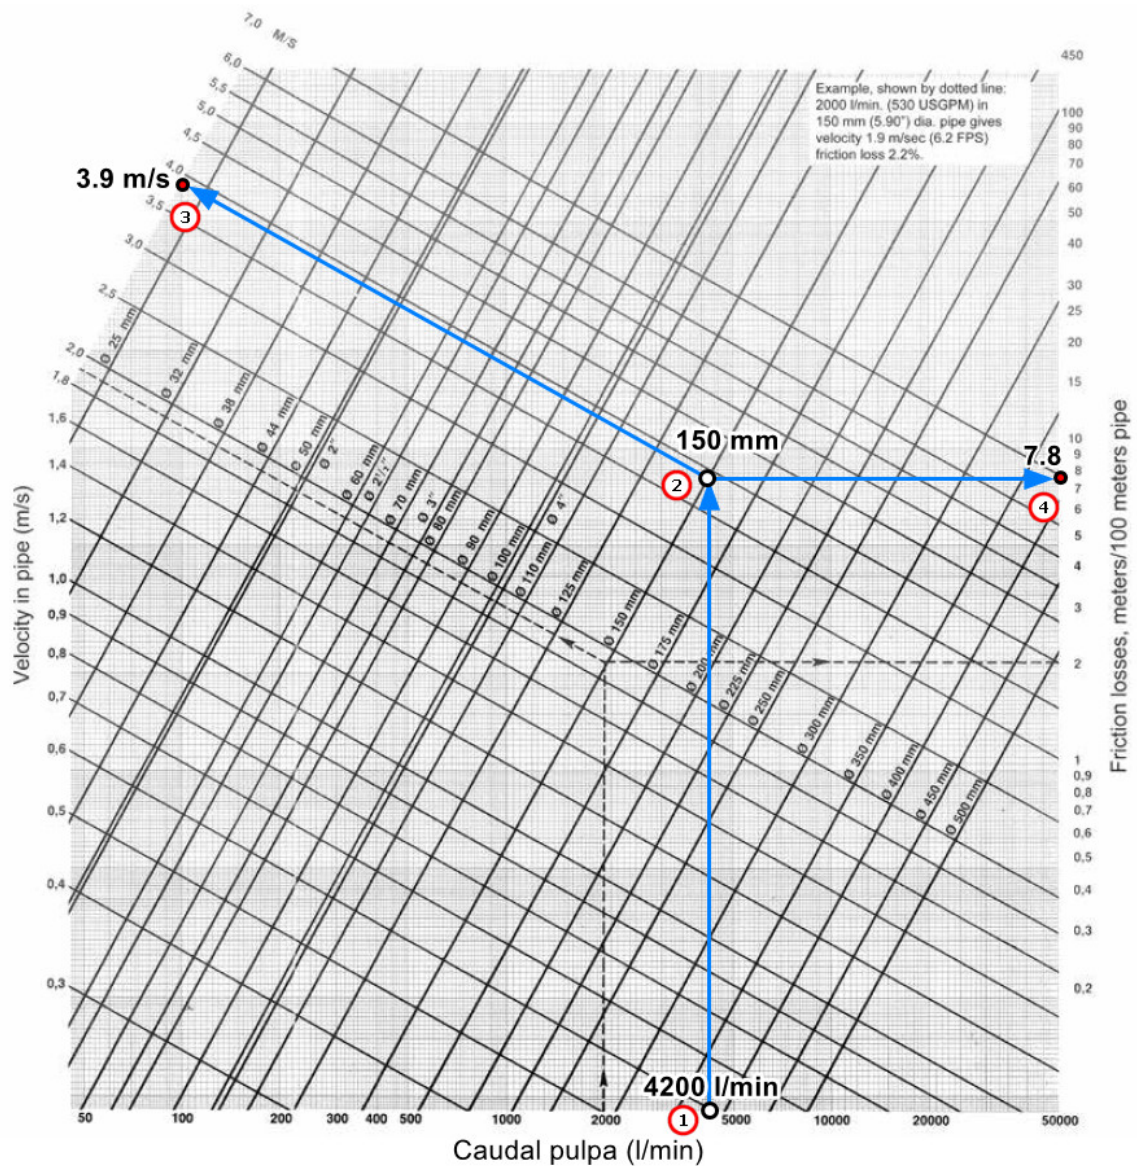 7,0 M/S
6,0
5,5
5,0
4,5
4,0
3,5
3,0
2,5
2,0
1,8
1,6
1,4
1,2
1,0
0,9
0,8
0,7
0,6
0,5
0,4
0,3
Velocity in pipe (m/s)
Example, shown by dotted line:
2000 l/min. (530 USGPM) in
150 mm (5.90") dia. pipe gives
velocity 1.9 m/sec (6.2 FPS)
friction loss 2.2%.
3.9 m/s
3
150 mm
2
7.8
4
4200 l/min
1
Ø 25 mm
Ø 32 mm
Ø 38 mm
Ø 44 mm
Ø 50 mm
Ø 2"
Ø 60 mm
Ø 2 1/2"
Ø 70 mm
Ø 3"
Ø 80 mm
Ø 90 mm
Ø 100 mm
Ø 4"
Ø 110 mm
Ø 125 mm
Ø 150 mm
Ø 175 mm
Ø 200 mm
Ø 225 mm
Ø 250 mm
Ø 300 mm
Ø 350 mm
Ø 400 mm
Ø 450 mm
Ø 500 mm
450
100
90
80
70
60
50
40
30
25
20
15
10
9
8
7
6
5
4
3
2
1
0,9
0,8
0,7
0,6
0,5
0,4
0,3
0,2
Friction losses, meters/100 meters pipe
50 100 200 300 400 500 1000 2000 5000 10000 20000 50000
Caudal pulpa (l/min)